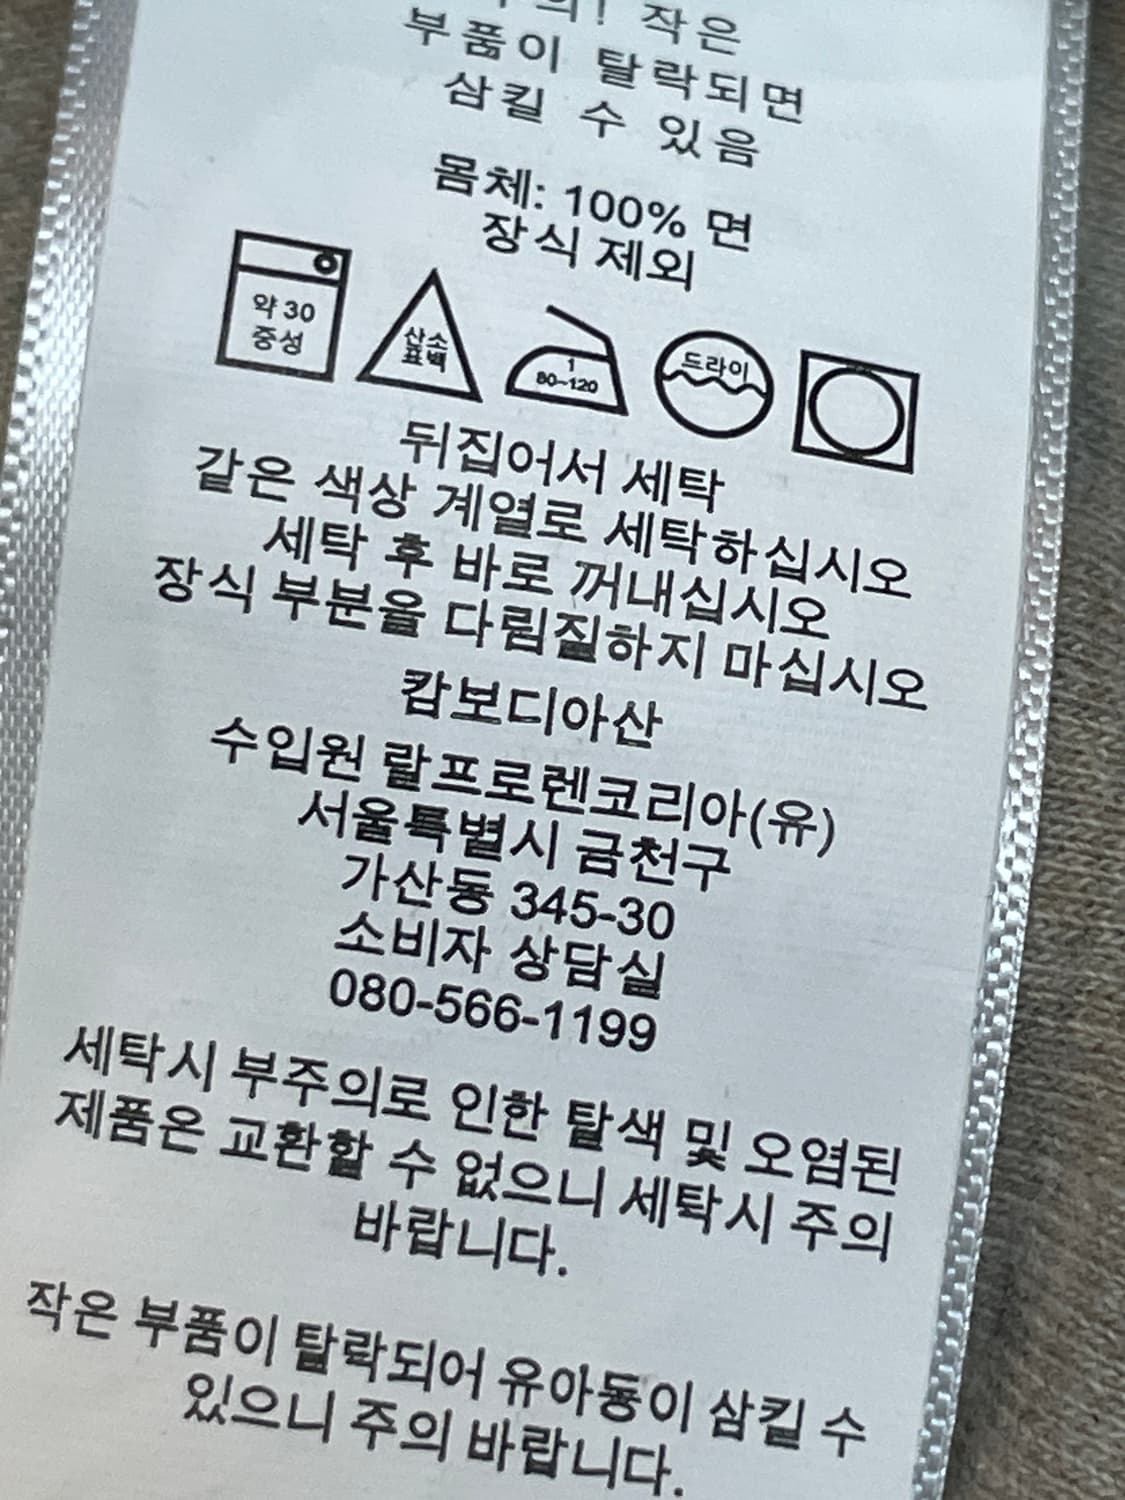 주의! 작은
부품이 탈락되면
삼킬 수 있음
몸체: 100% 면
장식 제외
약 30
중성
산소
표백
1
80~120
드라이
뒤집어서 세탁
같은 색상 계열로 세탁하십시오
세탁 후 바로 꺼내십시오
장식 부분을 다림질하지 마십시오
캄보디아산
수입원 랄프로렌코리아(유)
서울특별시 금천구
가산동 345-30
소비자 상담실
080-566-1199
세탁시 부주의로 인한 탈색 및 오염된
제품은 교환할 수 없으니 세탁시 주의
바랍니다.
작은 부품이 탈락되어 유아동이 삼킬 수
있으니 주의 바랍니다.